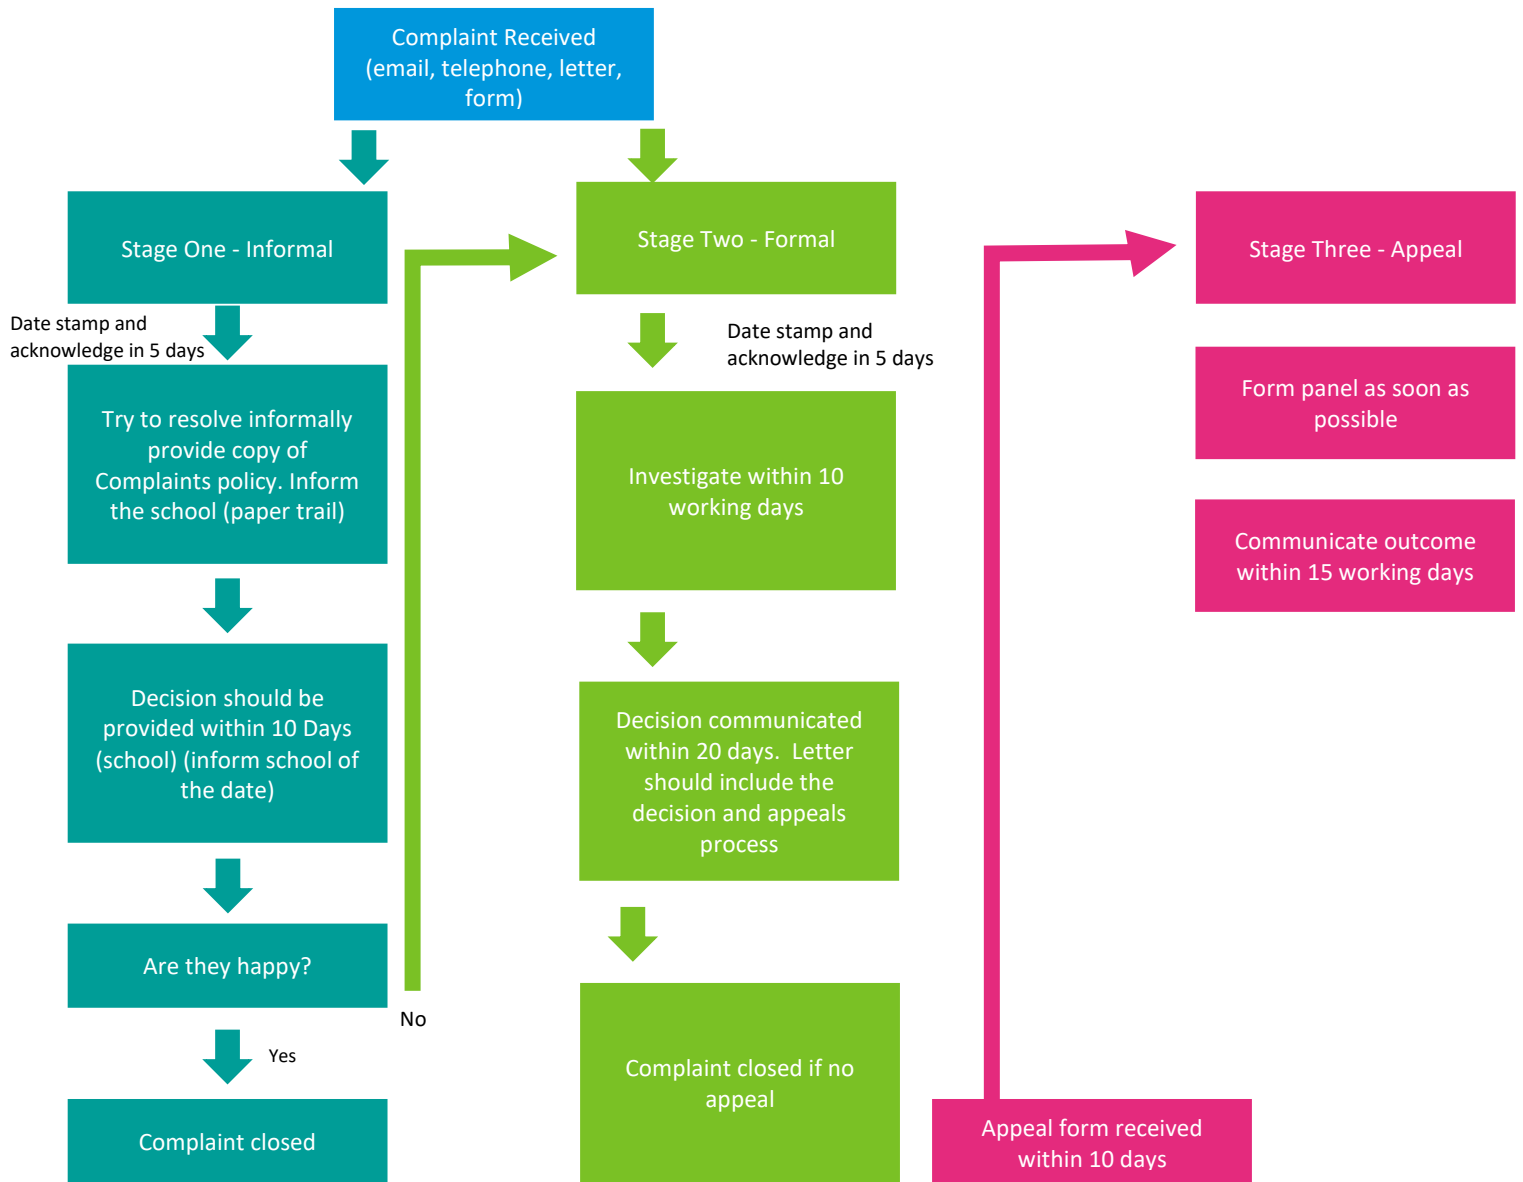 Complaint Received
(email, telephone, letter,
form)
Stage One - Informal
Date stamp and
acknowledge in 5 days
Try to resolve informally
provide copy of
Complaints policy. Inform
the school (paper trail)
Decision should be
provided within 10 Days
(school) (inform school of
the date)
Are they happy?
No
Yes
Complaint closed
Stage Two - Formal
Date stamp and
acknowledge in 5 days
Investigate within 10
working days
Decision communicated
within 20 days.  Letter
should include the
decision and appeals
process
Complaint closed if no
appeal
Appeal form received
within 10 days
Stage Three - Appeal
Form panel as soon as
possible
Communicate outcome
within 15 working days